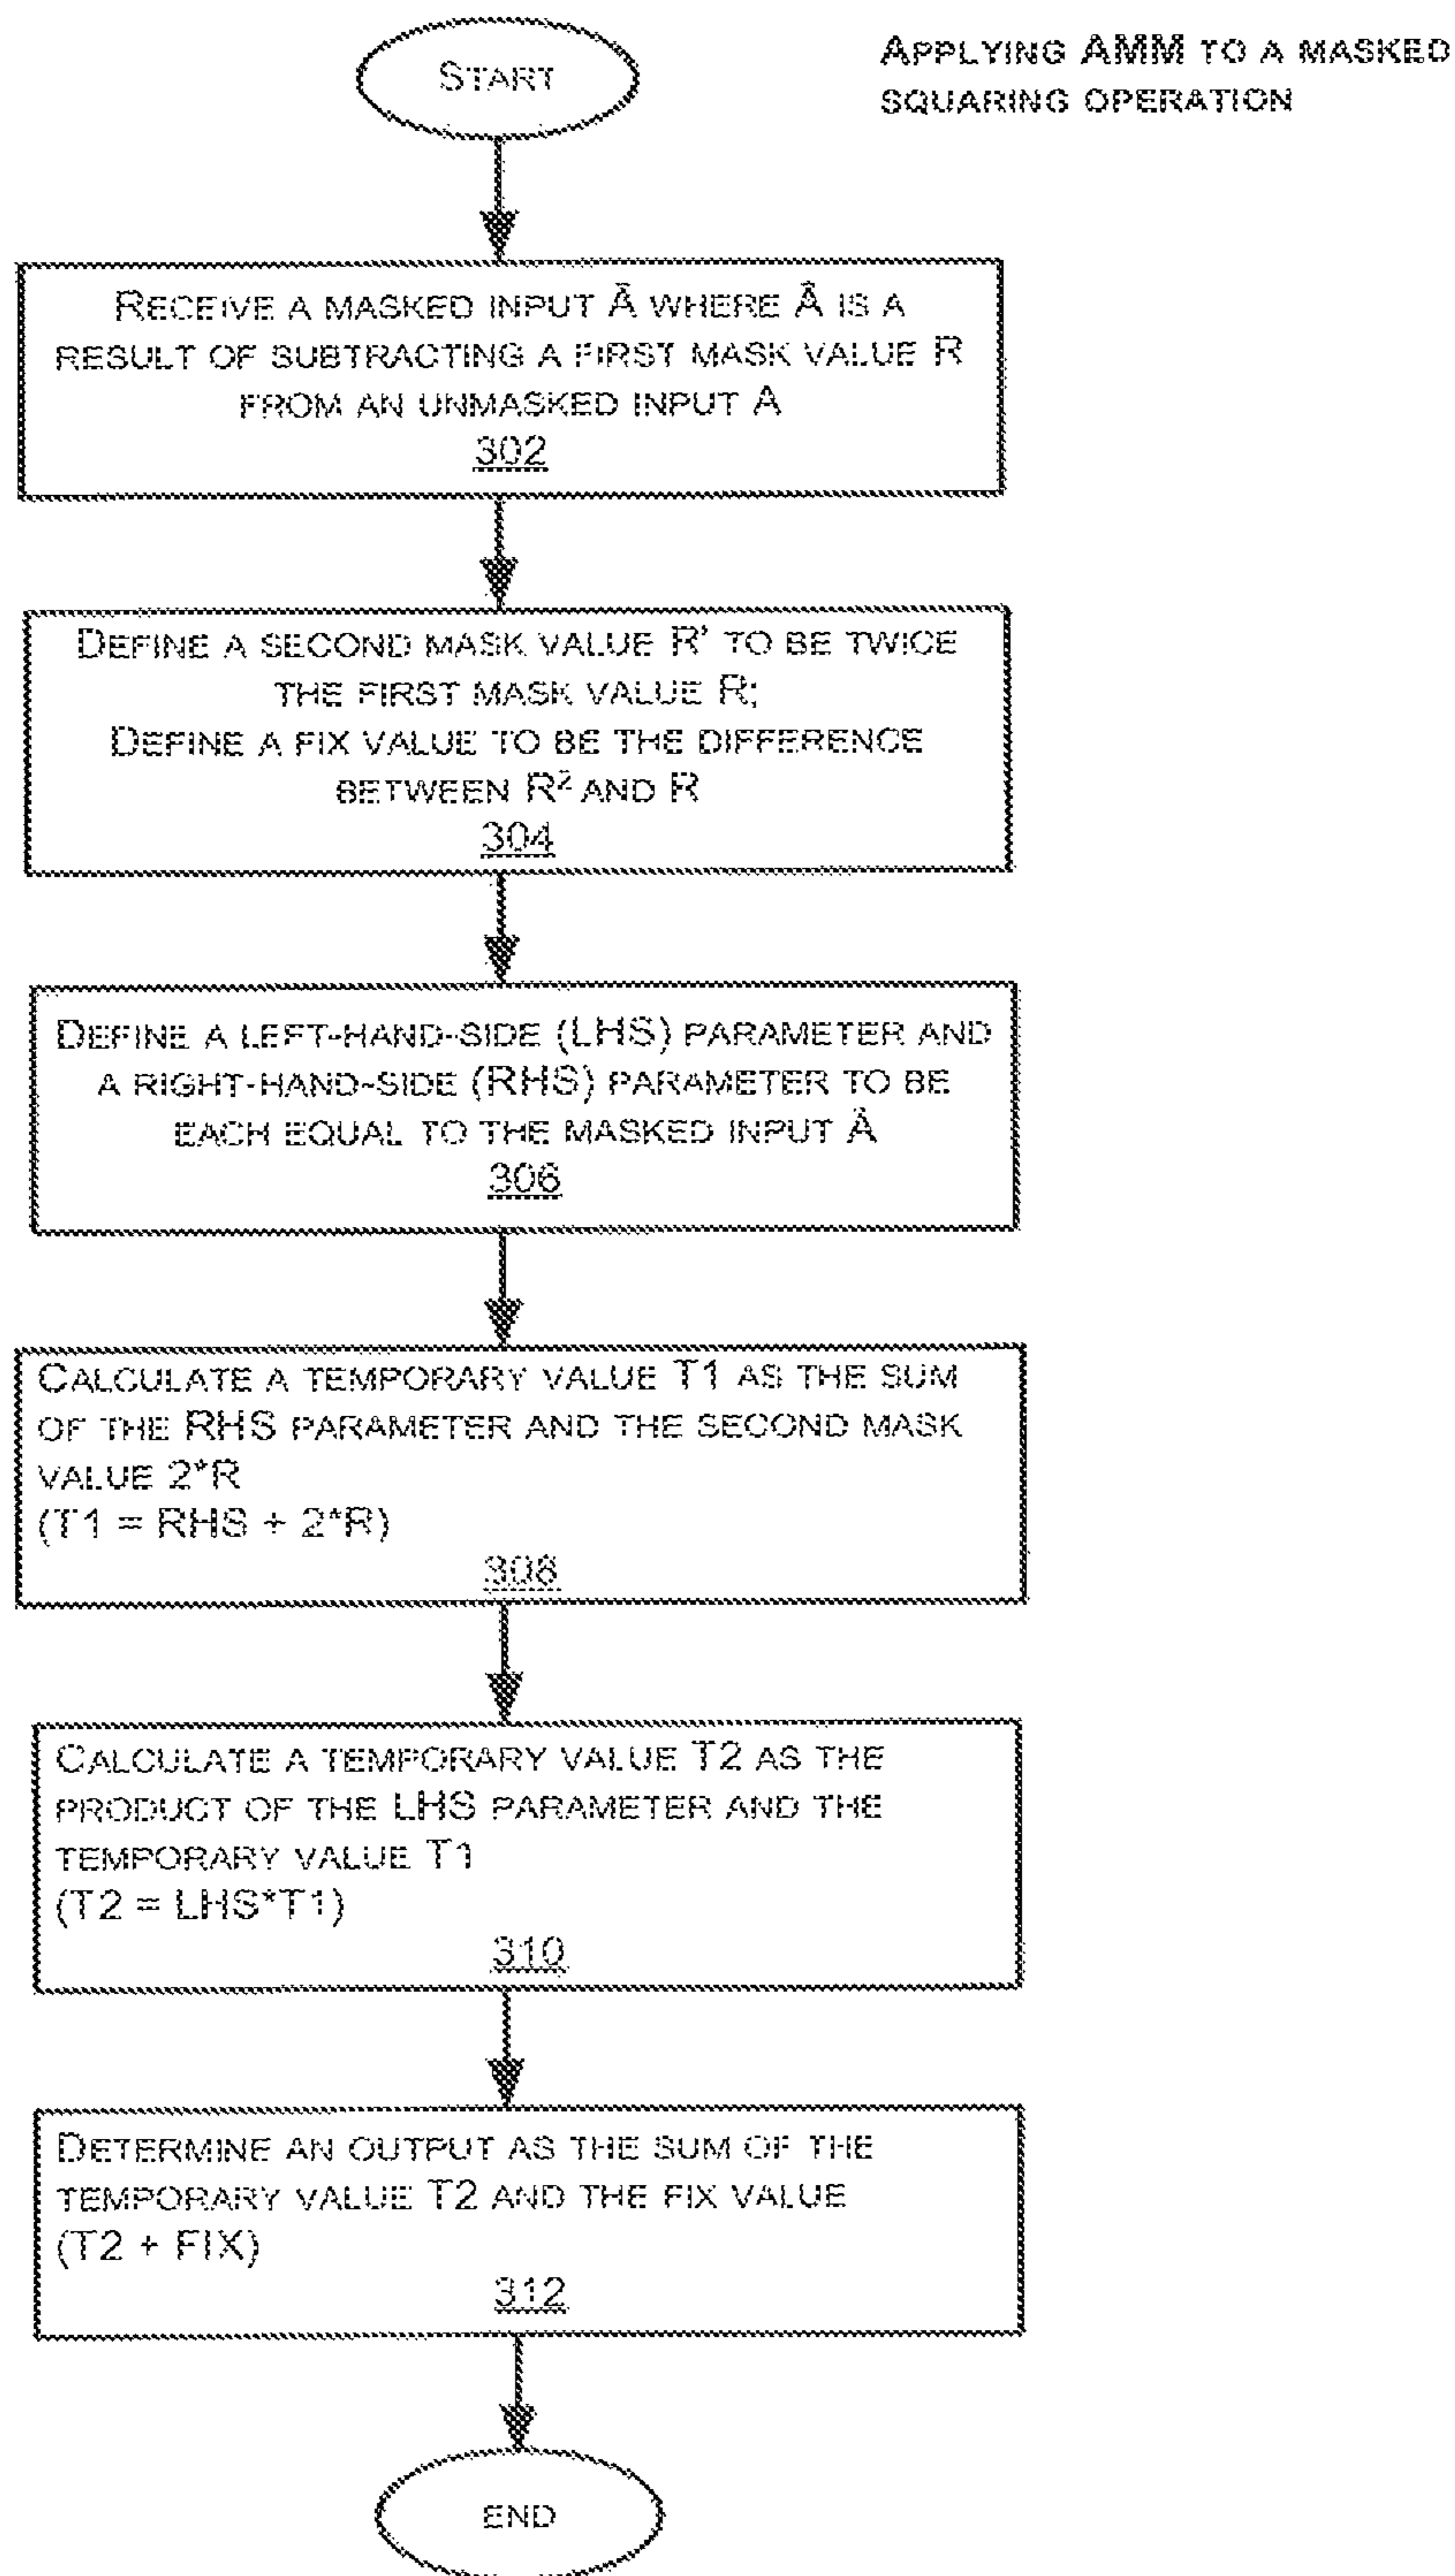 START
APPLYING AMM TO A MASKED
SQUARING OPERATION
RECEIVE A MASKED INPUT Ã WHERE Ã IS A
RESULT OF SUBTRACTING A FIRST MASK VALUE R
FROM AN UNMASKED INPUT A
302
DEFINE A SECOND MASK VALUE R' TO BE TWICE
THE FIRST MASK VALUE R;
DEFINE A FIX VALUE TO BE THE DIFFERENCE
BETWEEN R² AND R
304
DEFINE A LEFT-HAND-SIDE (LHS) PARAMETER AND
A RIGHT-HAND-SIDE (RHS) PARAMETER TO BE
EACH EQUAL TO THE MASKED INPUT Ã
306
CALCULATE A TEMPORARY VALUE T1 AS THE SUM
OF THE RHS PARAMETER AND THE SECOND MASK
VALUE 2*R
(T1 = RHS + 2*R)
308
CALCULATE A TEMPORARY VALUE T2 AS THE
PRODUCT OF THE LHS PARAMETER AND THE
TEMPORARY VALUE T1
(T2 = LHS*T1)
310
DETERMINE AN OUTPUT AS THE SUM OF THE
TEMPORARY VALUE T2 AND THE FIX VALUE
(T2 + FIX)
312
END